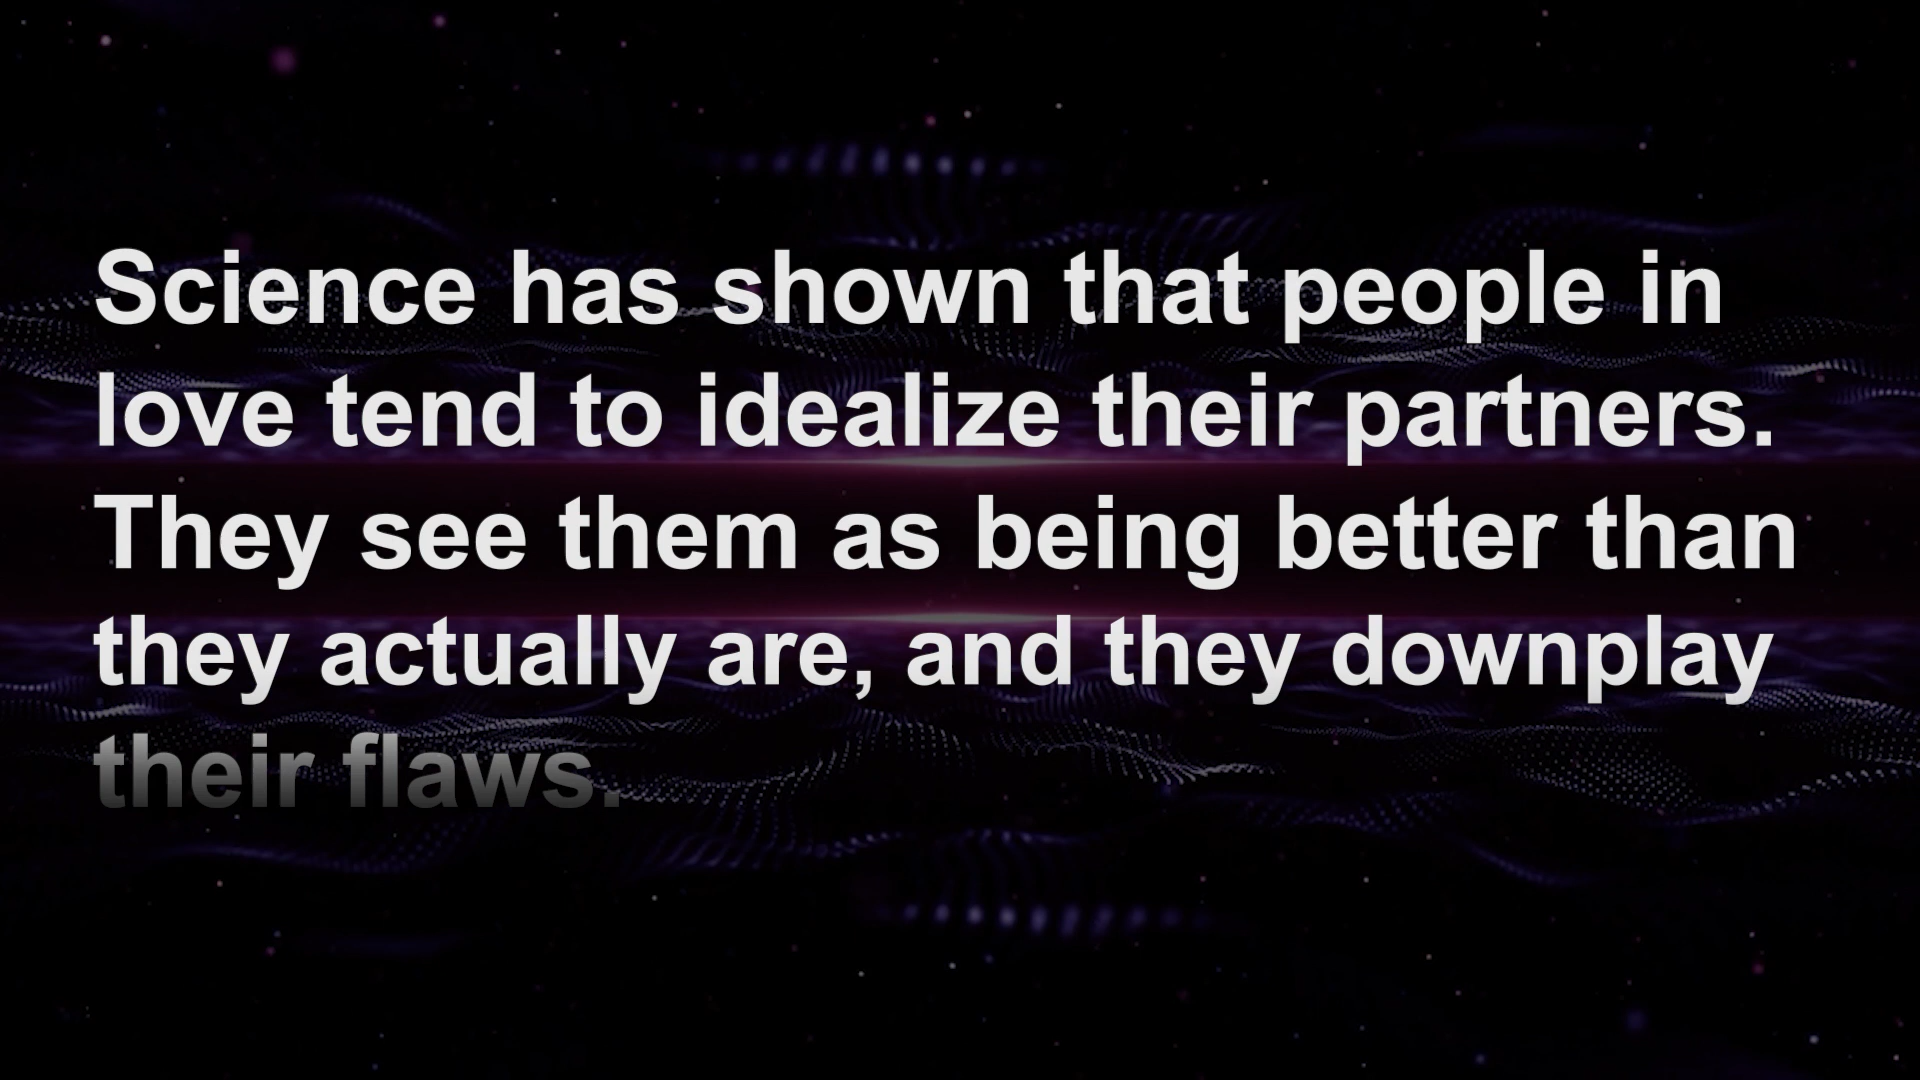 Science has shown that people in
love tend to idealize their partners.
They see them as being better than
they actually are, and they downplay
their flaws.